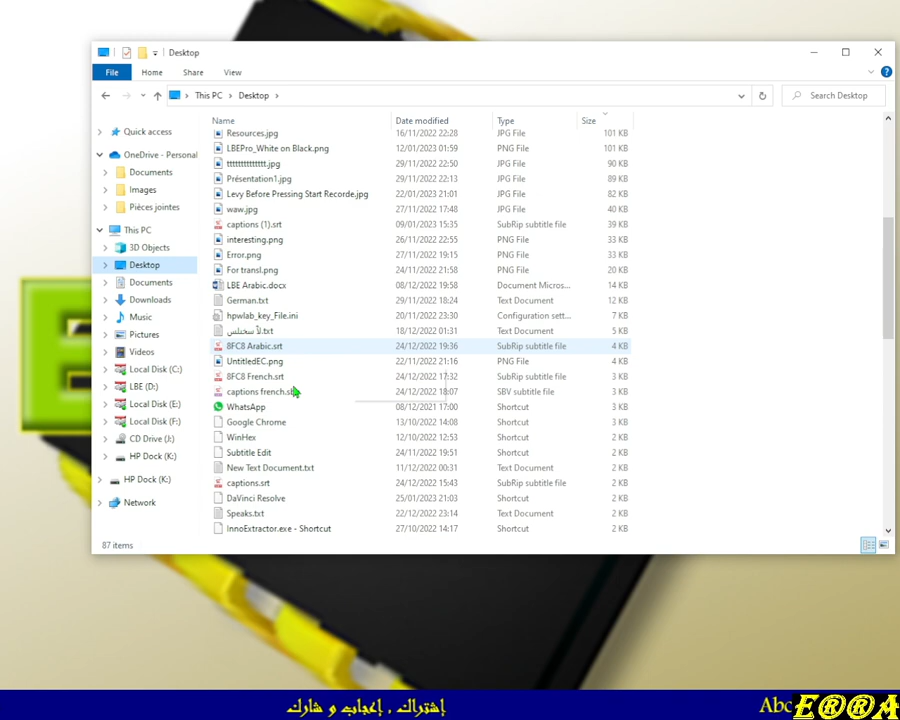 Desktop
File Home Share View
This PC > Desktop > Search Desktop
Name Date modified Type Size
Quick access
OneDrive - Personal
Documents
Images
Pièces jointes
This PC
3D Objects
Desktop
Documents
Downloads
Music
Pictures
Videos
Local Disk (C:)
LBE (D:)
Local Disk (E:)
Local Disk (F:)
CD Drive (J:)
HP Dock (K:)
HP Dock (K:)
Network
Resources.jpg 16/11/2022 22:28 JPG File 101 KB
LBEPro_White on Black.png 12/01/2023 01:59 PNG File 101 KB
29/11/2022 22:50 JPG File 90 KB
Présentation1.jpg 29/11/2022 22:13 JPG File 89 KB
Levy Before Pressing Start Recorde.jpg 22/01/2023 21:01 JPG File 82 KB
waw.jpg 27/11/2022 17:48 JPG File 40 KB
captions (1).srt 09/01/2023 15:35 SubRip subtitle file 39 KB
interesting.png 26/11/2022 22:55 PNG File 33 KB
Error.png 27/11/2022 19:15 PNG File 33 KB
For transl.png 24/11/2022 21:58 PNG File 20 KB
LBE Arabic.docx 08/12/2022 19:58 Document Micros... 14 KB
German.txt 29/11/2022 18:24 Text Document 12 KB
hpwlab_key_File.ini 20/11/2022 23:30 Configuration sett... 7 KB
.txt 18/12/2022 01:31 Text Document 5 KB
8FC8 Arabic.srt 24/12/2022 19:36 SubRip subtitle file 4 KB
UntitledEC.png 22/11/2022 21:16 PNG File 4 KB
8FC8 French.srt 24/12/2022 17:32 SubRip subtitle file 3 KB
captions french.sbv 24/12/2022 18:07 SBV subtitle file 3 KB
WhatsApp 08/12/2021 17:00 Shortcut 3 KB
Google Chrome 13/10/2022 14:08 Shortcut 3 KB
WinHex 12/10/2022 12:53 Shortcut 2 KB
Subtitle Edit 24/11/2022 19:51 Shortcut 2 KB
New Text Document.txt 11/12/2022 00:31 Text Document 2 KB
captions.srt 24/12/2022 15:43 SubRip subtitle file 2 KB
DaVinci Resolve 25/01/2023 21:03 Shortcut 2 KB
Speaks.txt 22/12/2022 23:14 Text Document 2 KB
InnoExtractor.exe - Shortcut 27/10/2022 14:17 Shortcut 2 KB
87 items
إشتراك , إعجاب و شارك
Abc ERRA